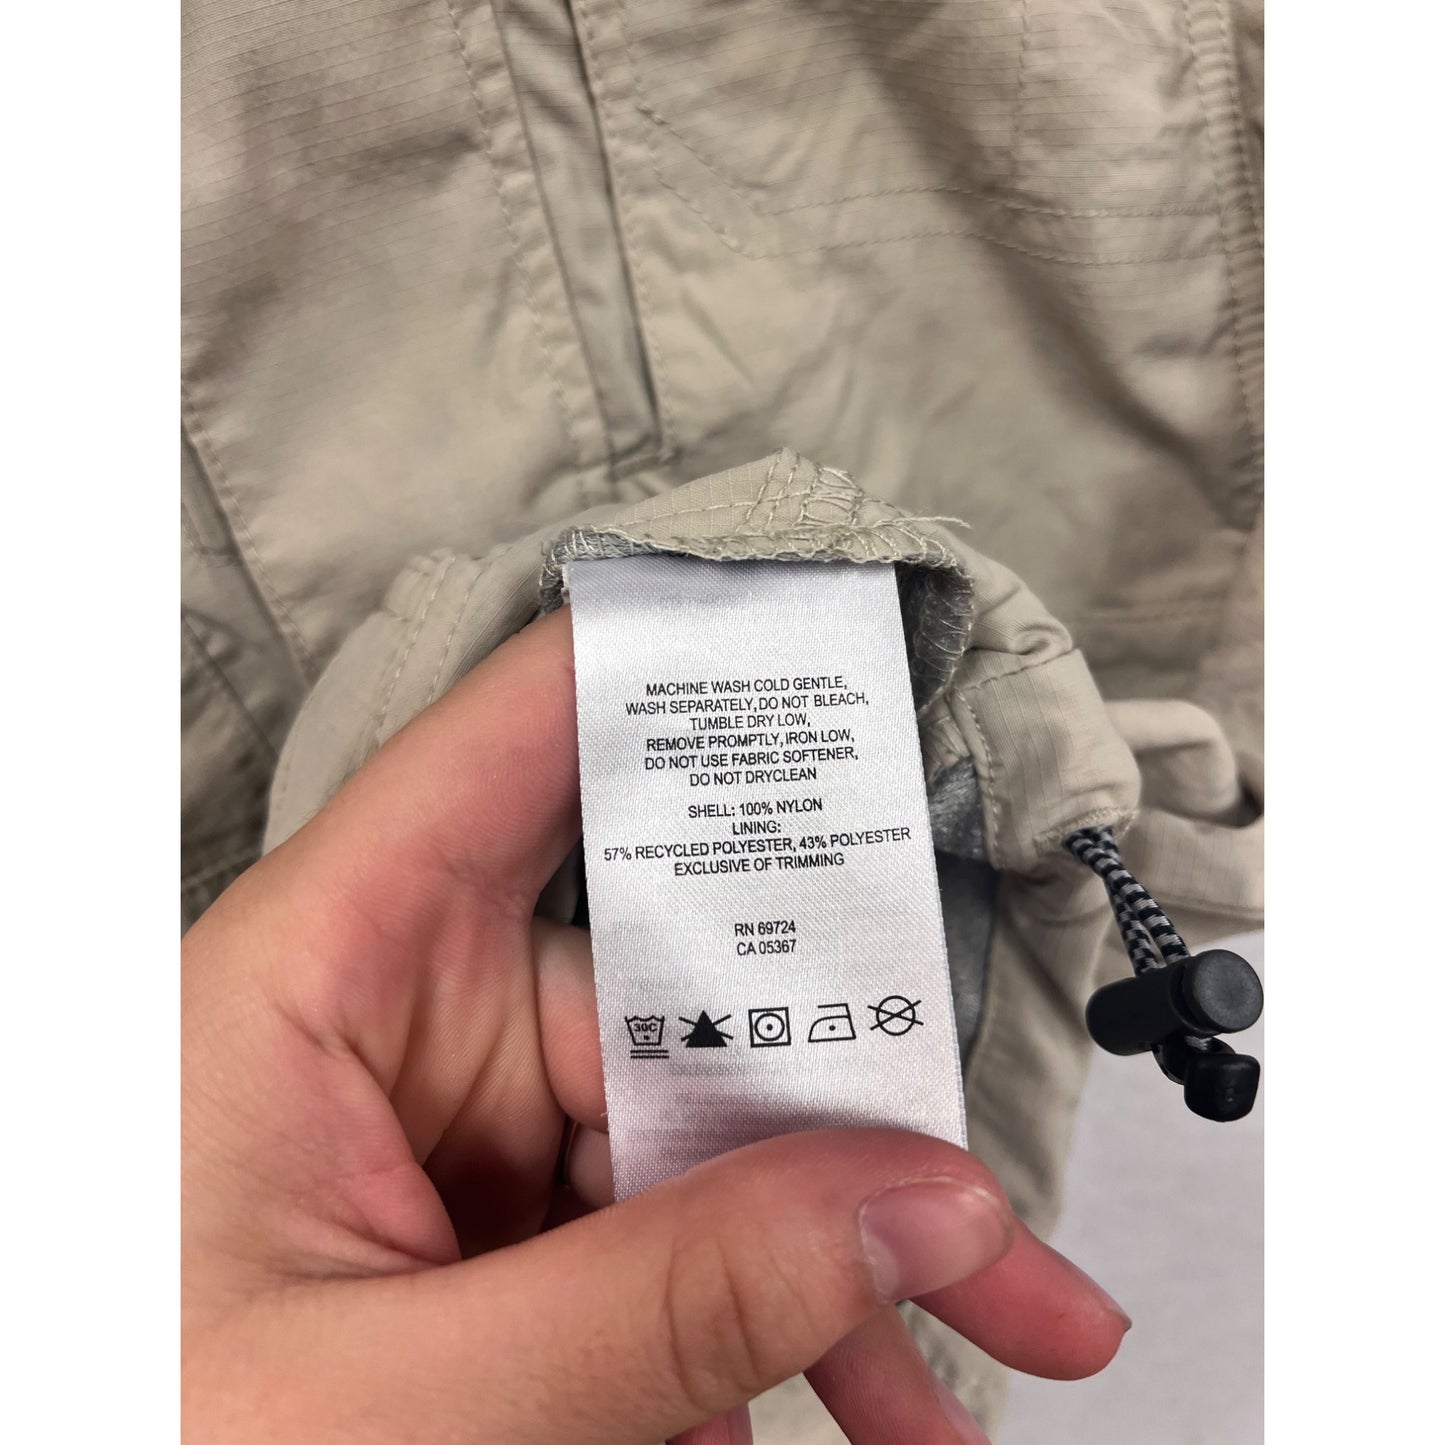 MACHINE WASH COLD GENTLE,
WASH SEPARATELY, DO NOT BLEACH,
TUMBLE DRY LOW,
REMOVE PROMPTLY, IRON LOW,
DO NOT USE FABRIC SOFTENER,
DO NOT DRYCLEAN
SHELL: 100% NYLON
LINING:
57% RECYCLED POLYESTER, 43% POLYESTER
EXCLUSIVE OF TRIMMING
RN 69724
CA 05367
30C